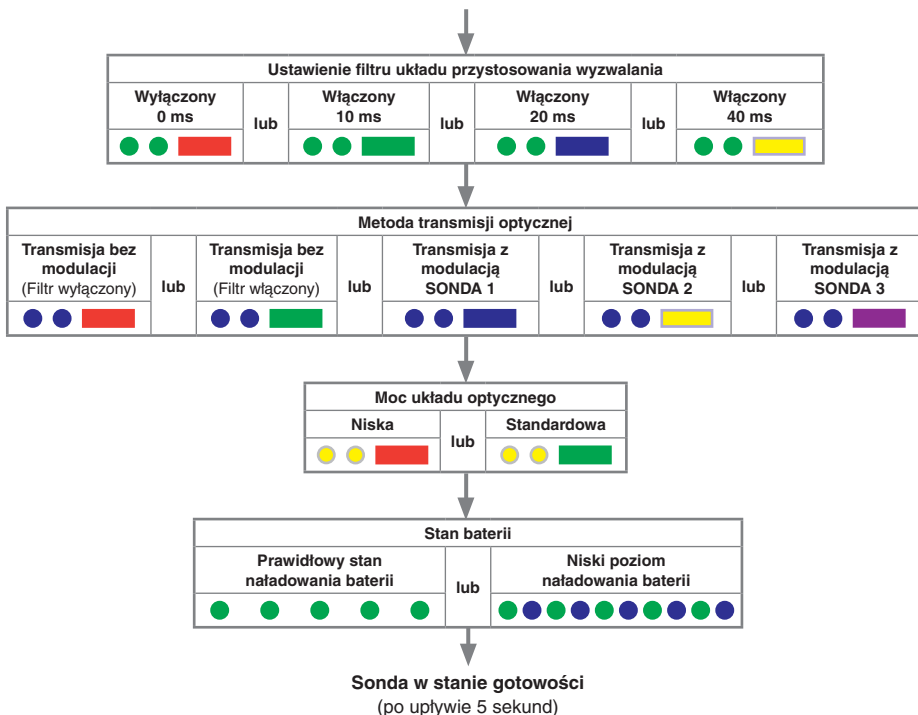 Ustawienie filtru układu przystosowania wyzwalania
Wyłączony
0 ms
lub
Włączony
10 ms
lub
Włączony
20 ms
lub
Włączony
40 ms
Metoda transmisji optycznej
Transmisja bez
modulacji
(Filtr wyłączony)
lub
Transmisja bez
modulacji
(Filtr włączony)
lub
Transmisja z
modulacją
SONDA 1
lub
Transmisja z
modulacją
SONDA 2
lub
Transmisja z
modulacją
SONDA 3
Moc układu optycznego
Niska
lub
Standardowa
Stan baterii
Prawidłowy stan
naładowania baterii
lub
Niski poziom
naładowania baterii
Sonda w stanie gotowości
(po upływie 5 sekund)